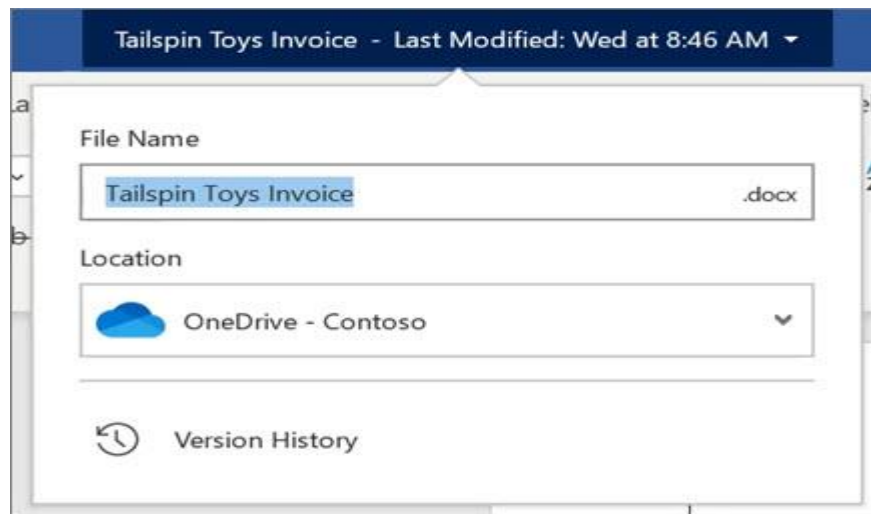 Tailspin Toys Invoice - Last Modified: Wed at 8:46 AM
File Name
Tailspin Toys Invoice .docx
Location
OneDrive - Contoso
Version History